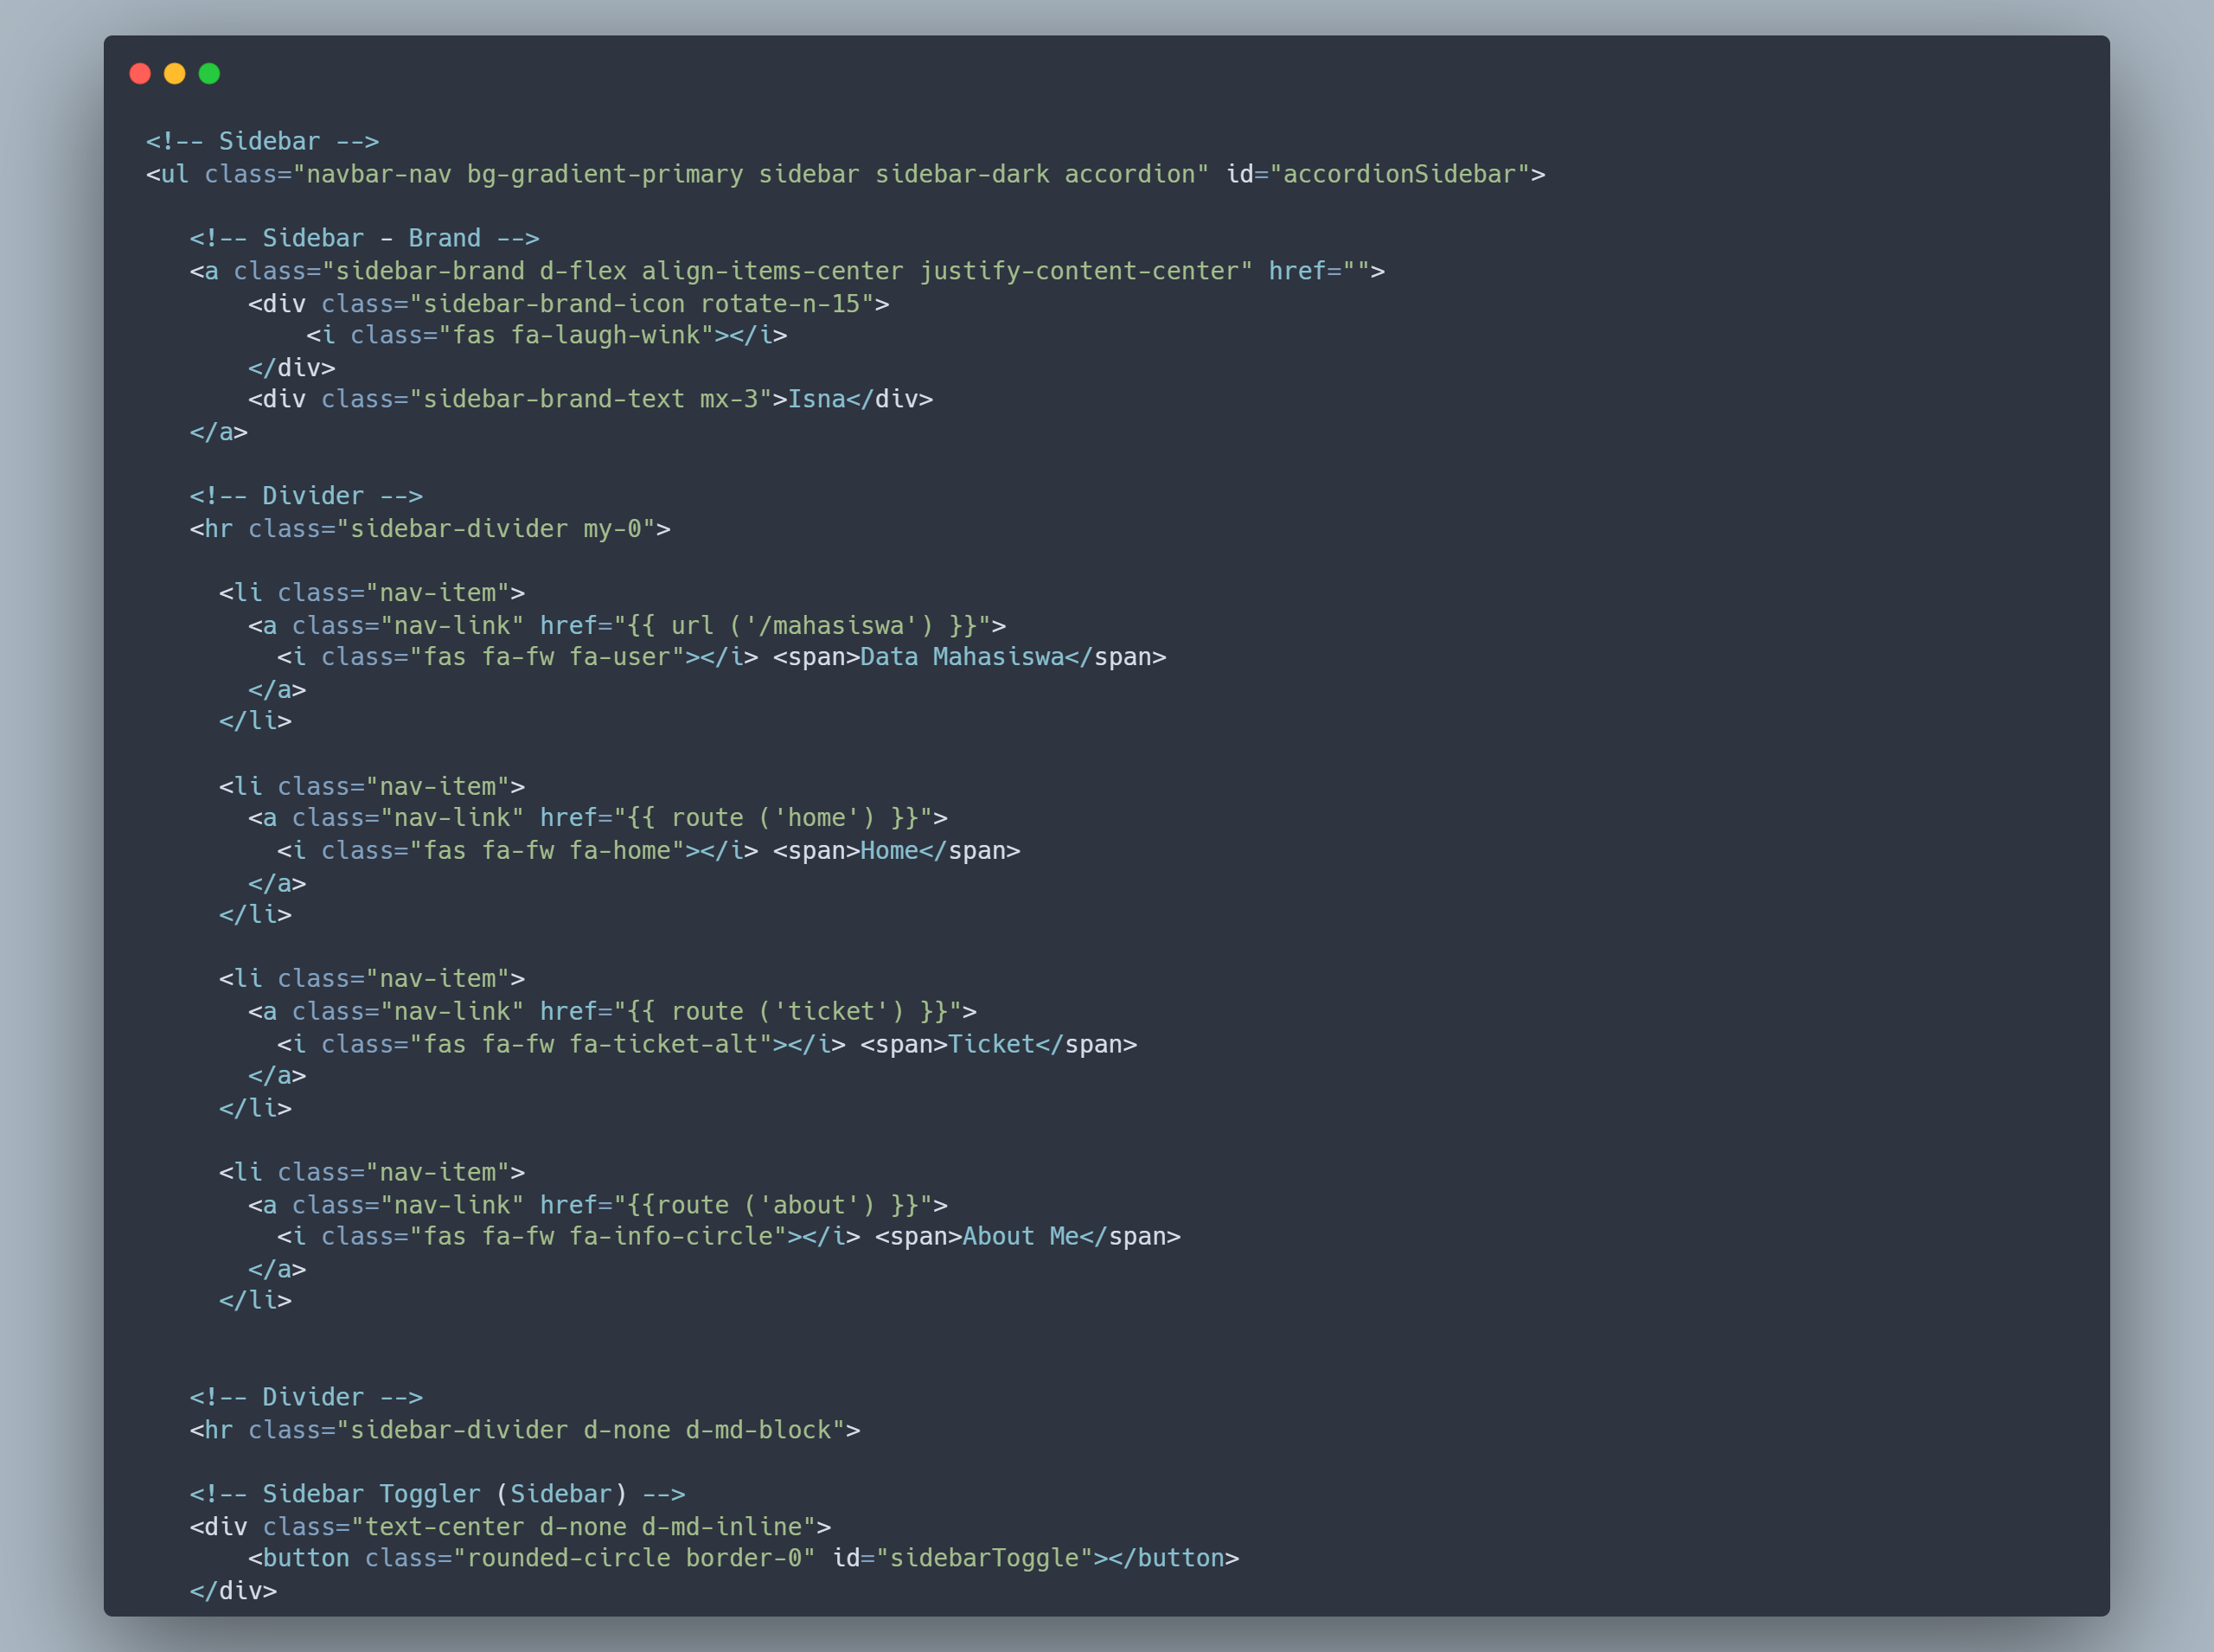 <!-- Sidebar -->
<ul class="navbar-nav bg-gradient-primary sidebar sidebar-dark accordion" id="accordionSidebar">

   <!-- Sidebar - Brand -->
   <a class="sidebar-brand d-flex align-items-center justify-content-center" href="">
       <div class="sidebar-brand-icon rotate-n-15">
           <i class="fas fa-laugh-wink"></i>
       </div>
       <div class="sidebar-brand-text mx-3">Isna</div>
   </a>

   <!-- Divider -->
   <hr class="sidebar-divider my-0">

     <li class="nav-item">
       <a class="nav-link" href="{{ url ('/mahasiswa') }}">
         <i class="fas fa-fw fa-user"></i> <span>Data Mahasiswa</span>
       </a>
     </li>

     <li class="nav-item">
       <a class="nav-link" href="{{ route ('home') }}">
         <i class="fas fa-fw fa-home"></i> <span>Home</span>
       </a>
     </li>

     <li class="nav-item">
       <a class="nav-link" href="{{ route ('ticket') }}">
         <i class="fas fa-fw fa-ticket-alt"></i> <span>Ticket</span>
       </a>
     </li>

     <li class="nav-item">
       <a class="nav-link" href="{{route ('about') }}">
         <i class="fas fa-fw fa-info-circle"></i> <span>About Me</span>
       </a>
     </li>


   <!-- Divider -->
   <hr class="sidebar-divider d-none d-md-block">

   <!-- Sidebar Toggler (Sidebar) -->
   <div class="text-center d-none d-md-inline">
       <button class="rounded-circle border-0" id="sidebarToggle"></button>
   </div>